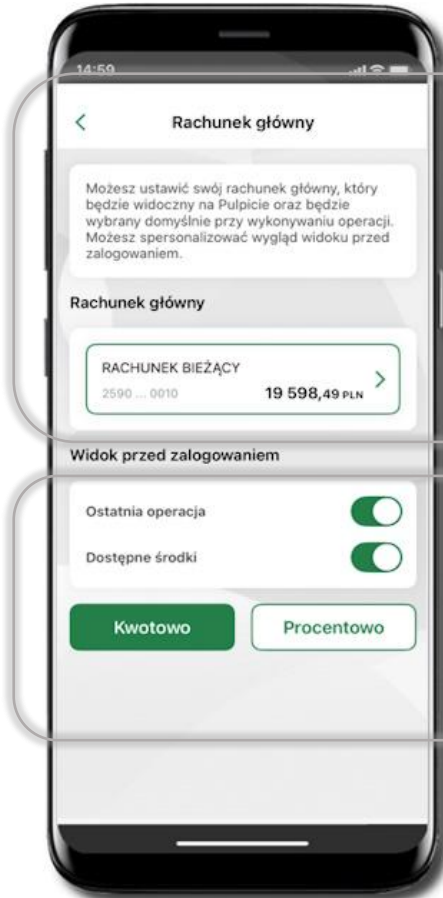 14:59
Rachunek główny
Możesz ustawić swój rachunek główny, który
będzie widoczny na Pulpicie oraz będzie
wybrany domyślnie przy wykonywaniu operacji.
Możesz spersonalizować wygląd widoku przed
zalogowaniem.
Rachunek główny
RACHUNEK BIEŻĄCY
2590 ... 0010 19 598,49 PLN
Widok przed zalogowaniem
Ostatnia operacja
Dostępne środki
Kwotowo Procentowo